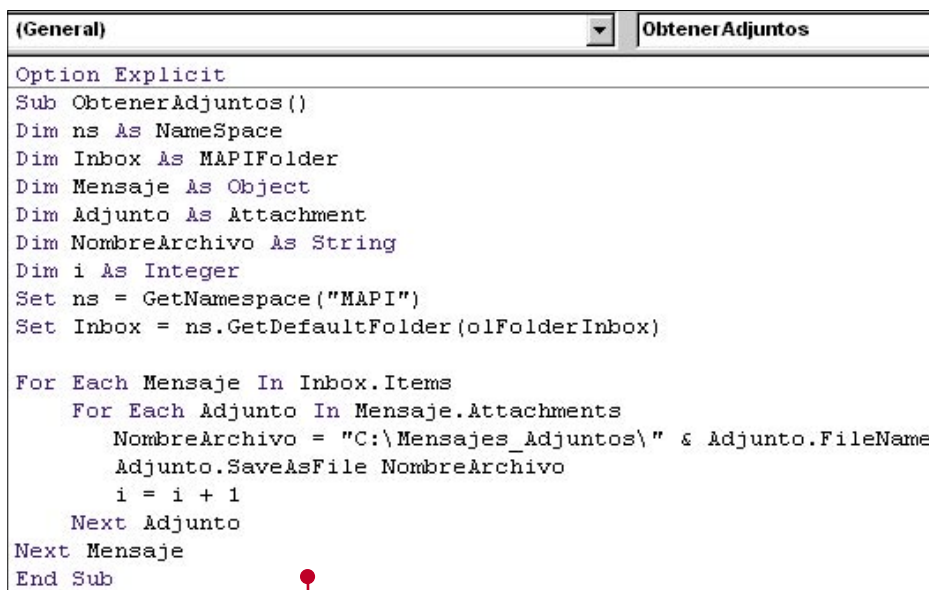 (General) ObtenerAdjuntos
Option Explicit
Sub ObtenerAdjuntos()
Dim ns As NameSpace
Dim Inbox As MAPIFolder
Dim Mensaje As Object
Dim Adjunto As Attachment
Dim NombreArchivo As String
Dim i As Integer
Set ns = GetNamespace("MAPI")
Set Inbox = ns.GetDefaultFolder(olFolderInbox)
For Each Mensaje In Inbox.Items
For Each Adjunto In Mensaje.Attachments
NombreArchivo = "C:\Mensajes_Adjuntos\" & Adjunto.FileName
Adjunto.SaveAsFile NombreArchivo
i = i + 1
Next Adjunto
Next Mensaje
End Sub